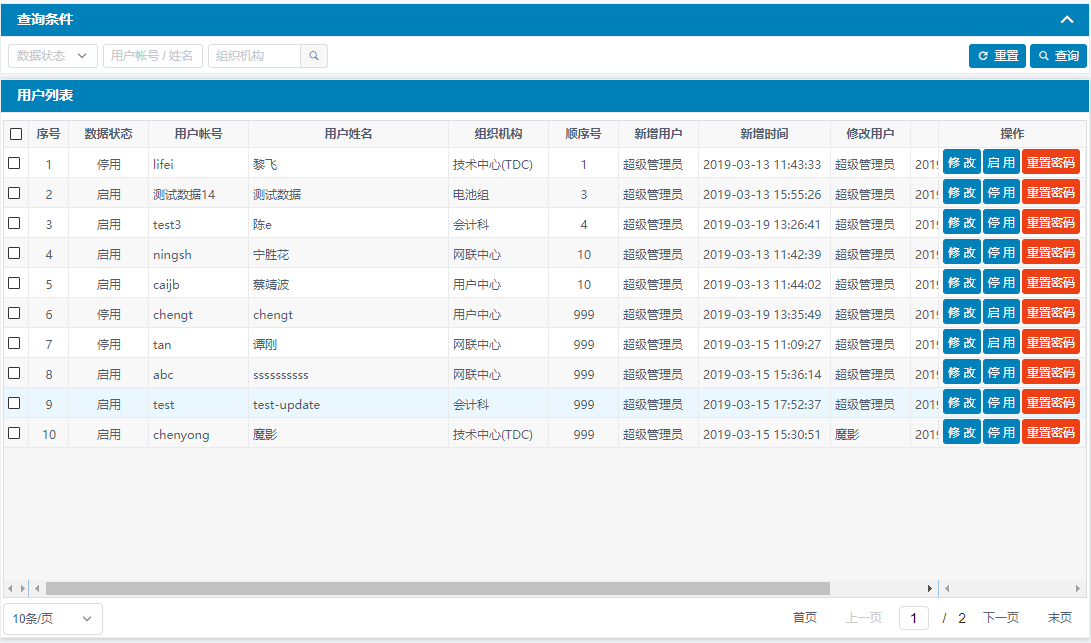 查询条件
数据状态 用户帐号 / 姓名 组织机构 重置 查询
用户列表
序号 数据状态 用户帐号 用户姓名 组织机构 顺序号 新增用户 新增时间 修改用户 操作
1 停用 lifei 黎飞 技术中心(TDC) 1 超级管理员 2019-03-13 11:43:33 超级管理员 2019 修 改 启 用 重置密码
2 启用 测试数据14 测试数据 电池组 3 超级管理员 2019-03-13 15:55:26 超级管理员 2019 修 改 停 用 重置密码
3 启用 test3 陈e 会计科 4 超级管理员 2019-03-19 13:26:41 超级管理员 2019 修 改 停 用 重置密码
4 启用 ningsh 宁胜花 网联中心 10 超级管理员 2019-03-13 11:42:39 超级管理员 2019 修 改 停 用 重置密码
5 启用 caijb 蔡靖波 用户中心 10 超级管理员 2019-03-13 11:44:02 超级管理员 2019 修 改 停 用 重置密码
6 停用 chengt chengt 用户中心 999 超级管理员 2019-03-19 13:35:49 超级管理员 2019 修 改 启 用 重置密码
7 停用 tan 谭刚 网联中心 999 超级管理员 2019-03-15 11:09:27 超级管理员 2019 修 改 启 用 重置密码
8 启用 abc ssssssssss 网联中心 999 超级管理员 2019-03-15 15:36:14 超级管理员 2019 修 改 停 用 重置密码
9 启用 test test-update 会计科 999 超级管理员 2019-03-15 17:52:37 超级管理员 2019 修 改 停 用 重置密码
10 启用 chenyong 魔影 技术中心(TDC) 999 超级管理员 2019-03-15 15:30:51 魔影 2019 修 改 停 用 重置密码
10条/页 首页 上一页 1 / 2 下一页 末页